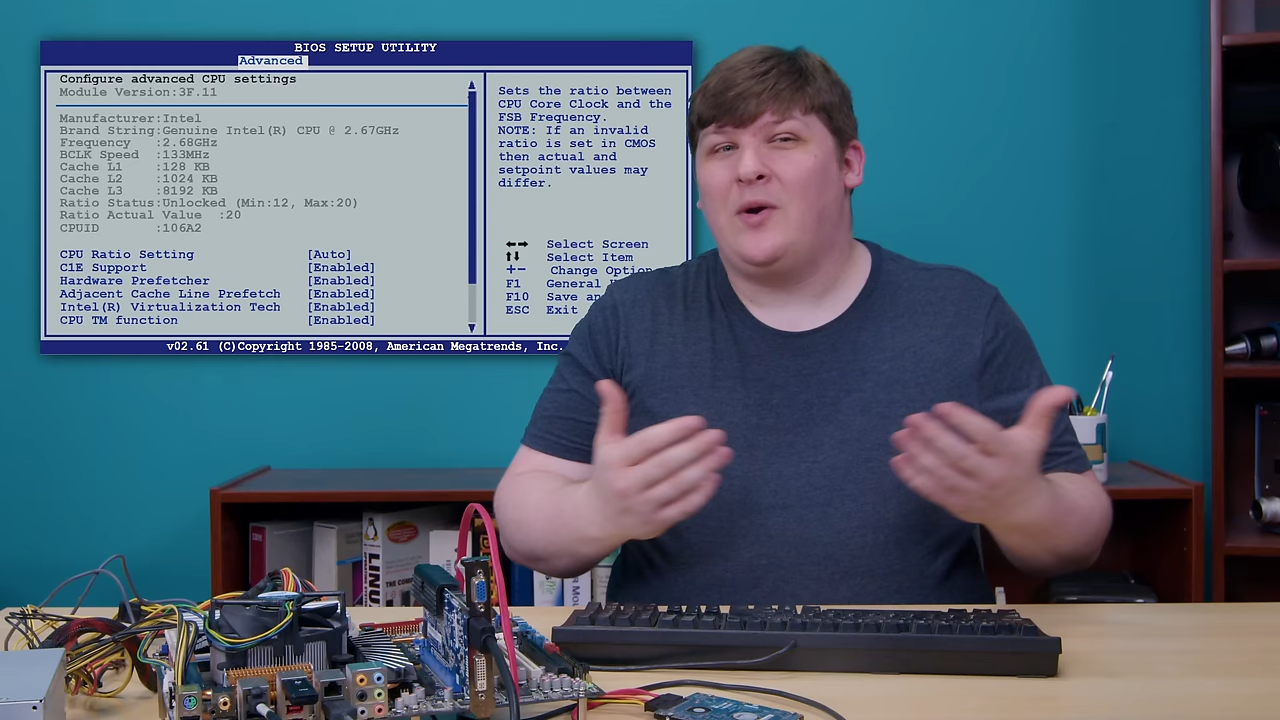 BIOS SETUP UTILITY
Advanced
Configure advanced CPU settings
Module Version:3F.11
Manufacturer:Intel
Brand String:Genuine Intel(R) CPU @ 2.67GHz
Frequency :2.68GHz
BCLK Speed :133MHz
Cache L1 :128 KB
Cache L2 :1024 KB
Cache L3 :8192 KB
Ratio Status:Unlocked (Min:12, Max:20)
Ratio Actual Value :20
CPUID :106A2
CPU Ratio Setting [Auto]
C1E Support [Enabled]
Hardware Prefetcher [Enabled]
Adjacent Cache Line Prefetch [Enabled]
Intel(R) Virtualization Tech [Enabled]
CPU TM function [Enabled]
Sets the ratio between
CPU Core Clock and the
FSB Frequency.
NOTE: If an invalid
ratio is set in CMOS
then actual and
setpoint values may
differ.
Select Screen
Select Item
+- Change Option
F1 General
F10 Save an
ESC Exit
v02.61 (C)Copyright 1985-2008, American Megatrends, Inc.
LINUX